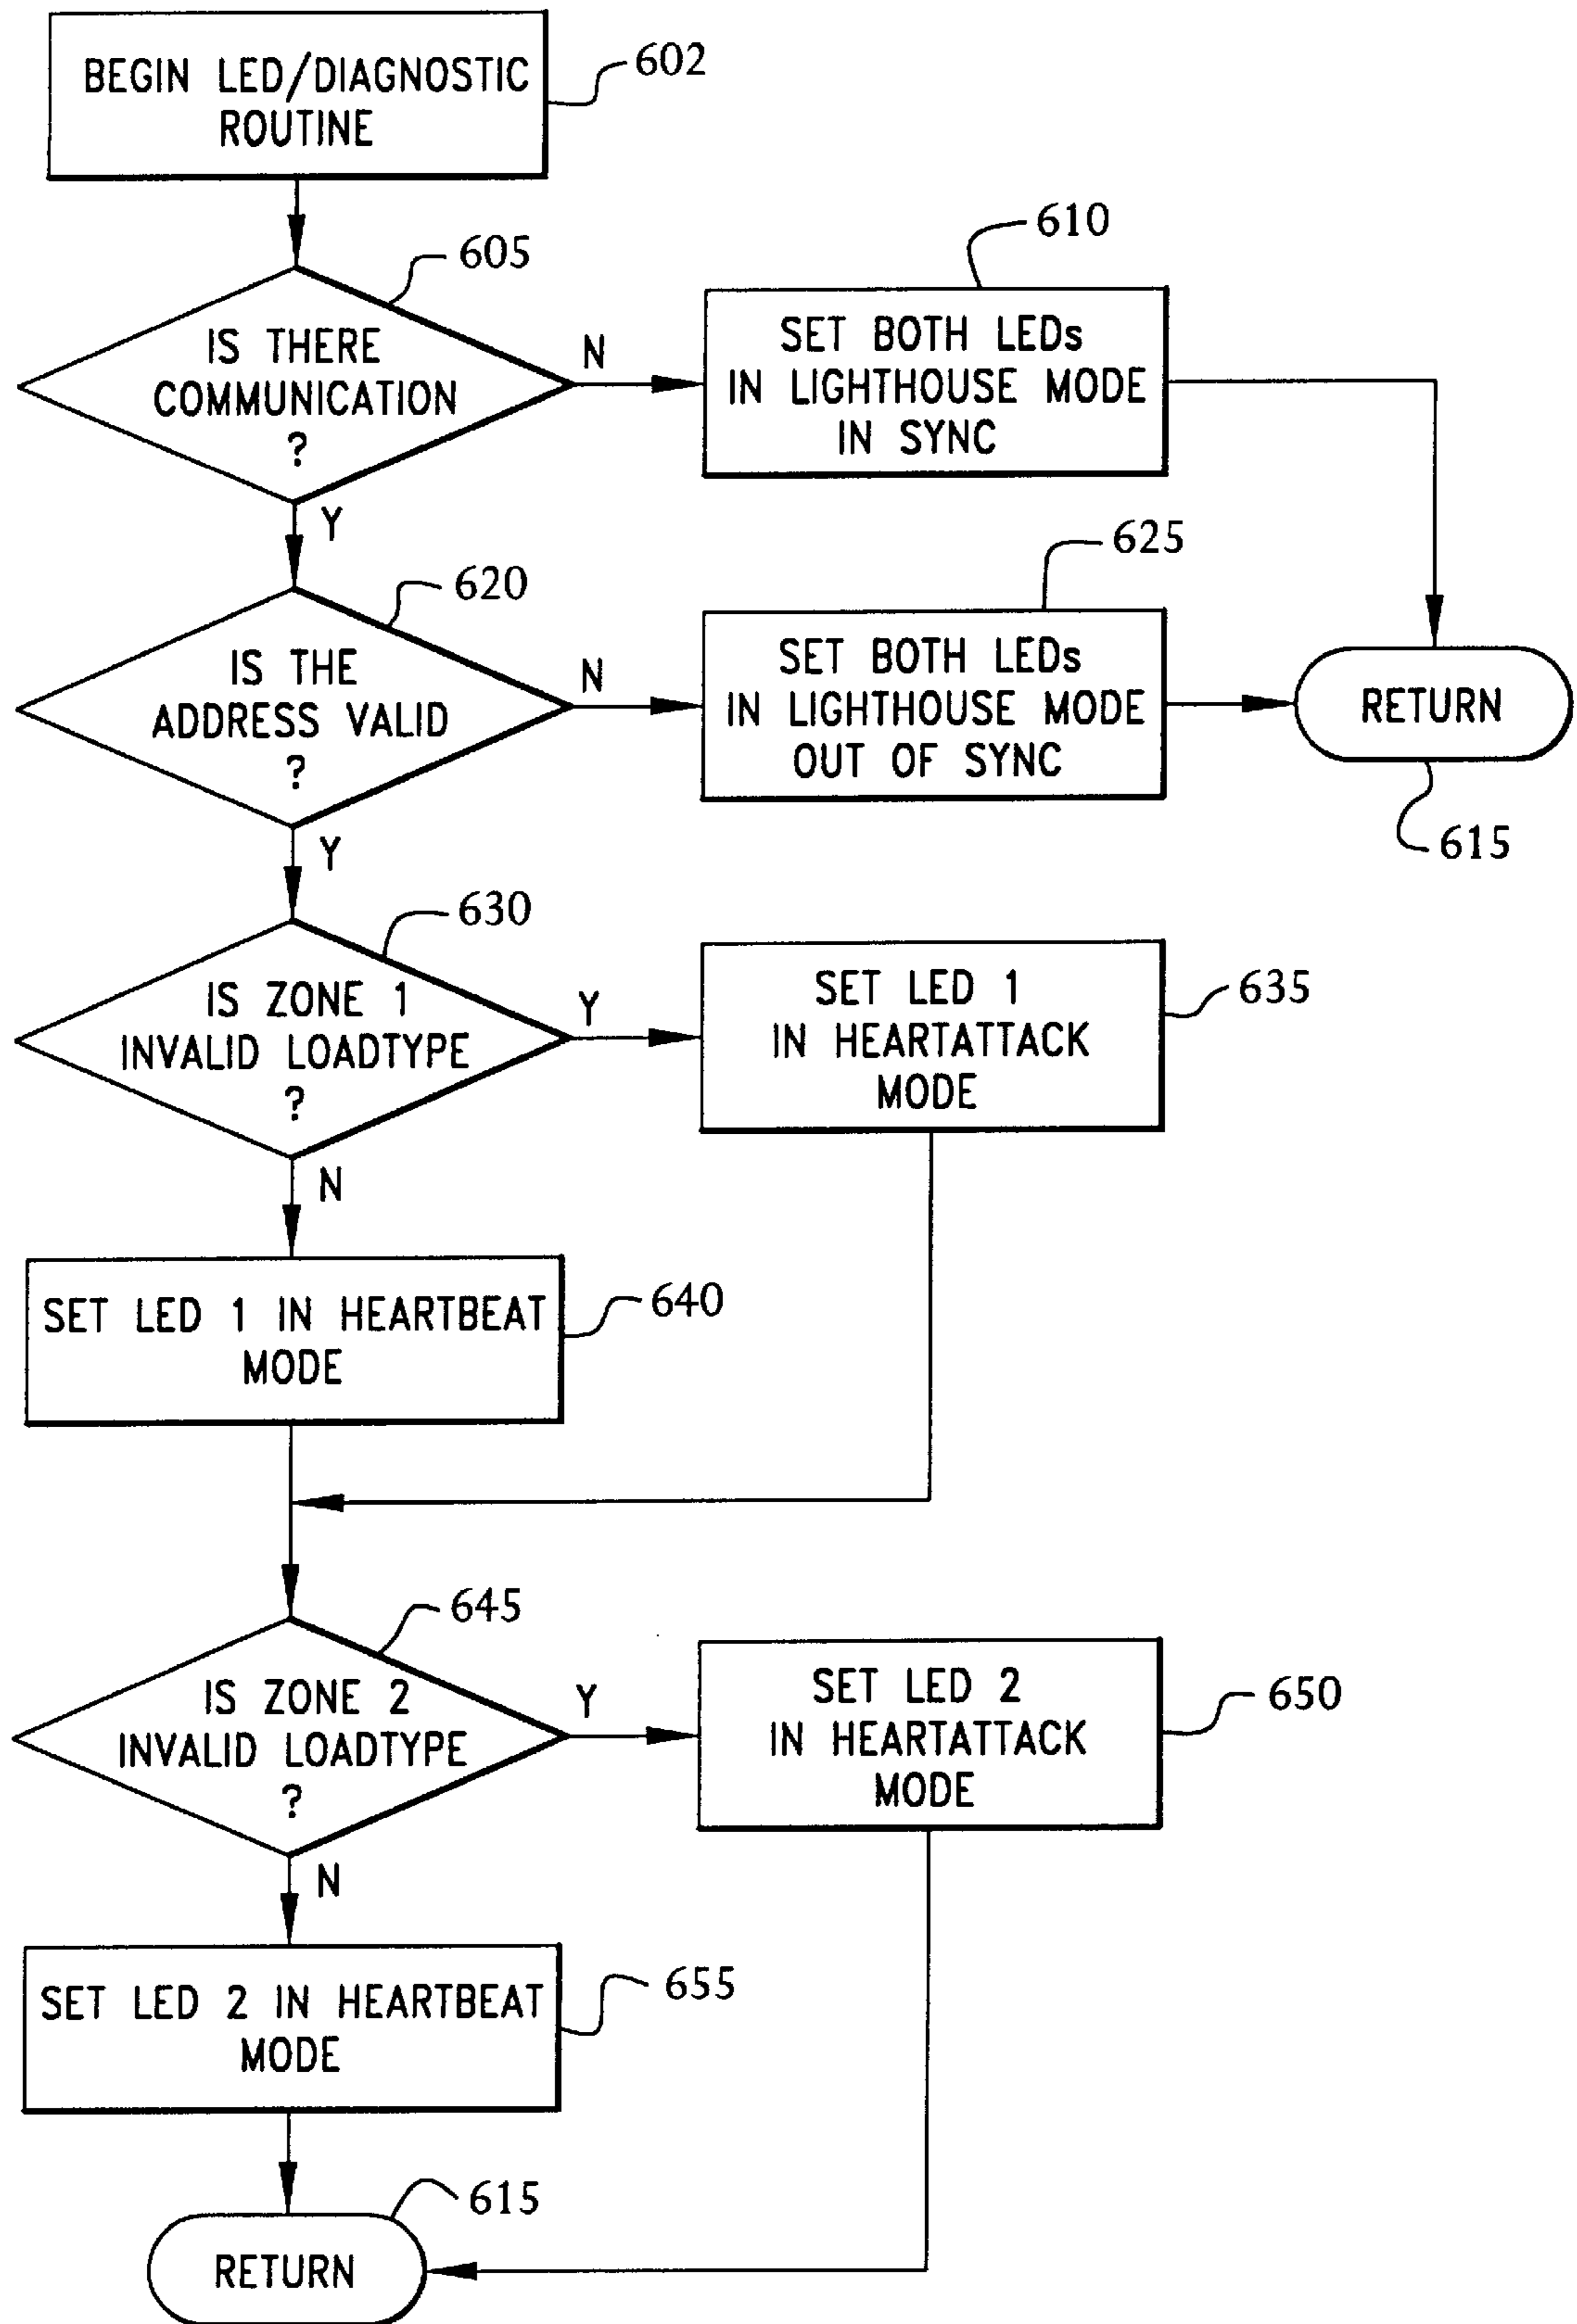 BEGIN LED/DIAGNOSTIC
ROUTINE
602
605
IS THERE
COMMUNICATION
?
N
610
SET BOTH LEDs
IN LIGHTHOUSE MODE
IN SYNC
Y
620
IS THE
ADDRESS VALID
?
N
625
SET BOTH LEDs
IN LIGHTHOUSE MODE
OUT OF SYNC
RETURN
615
Y
630
IS ZONE 1
INVALID LOADTYPE
?
Y
SET LED 1
IN HEARTATTACK
MODE
635
N
SET LED 1 IN HEARTBEAT
MODE
640
645
IS ZONE 2
INVALID LOADTYPE
?
Y
SET LED 2
IN HEARTATTACK
MODE
650
N
SET LED 2 IN HEARTBEAT
MODE
655
615
RETURN